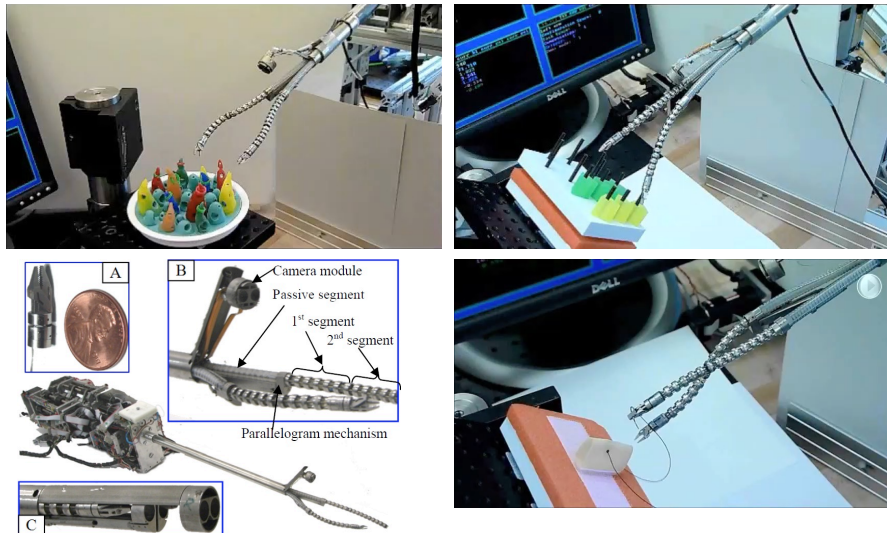 DELL
A
B
Camera module
Passive segment
1st segment
2nd segment
Parallelogram mechanism
C
DELL